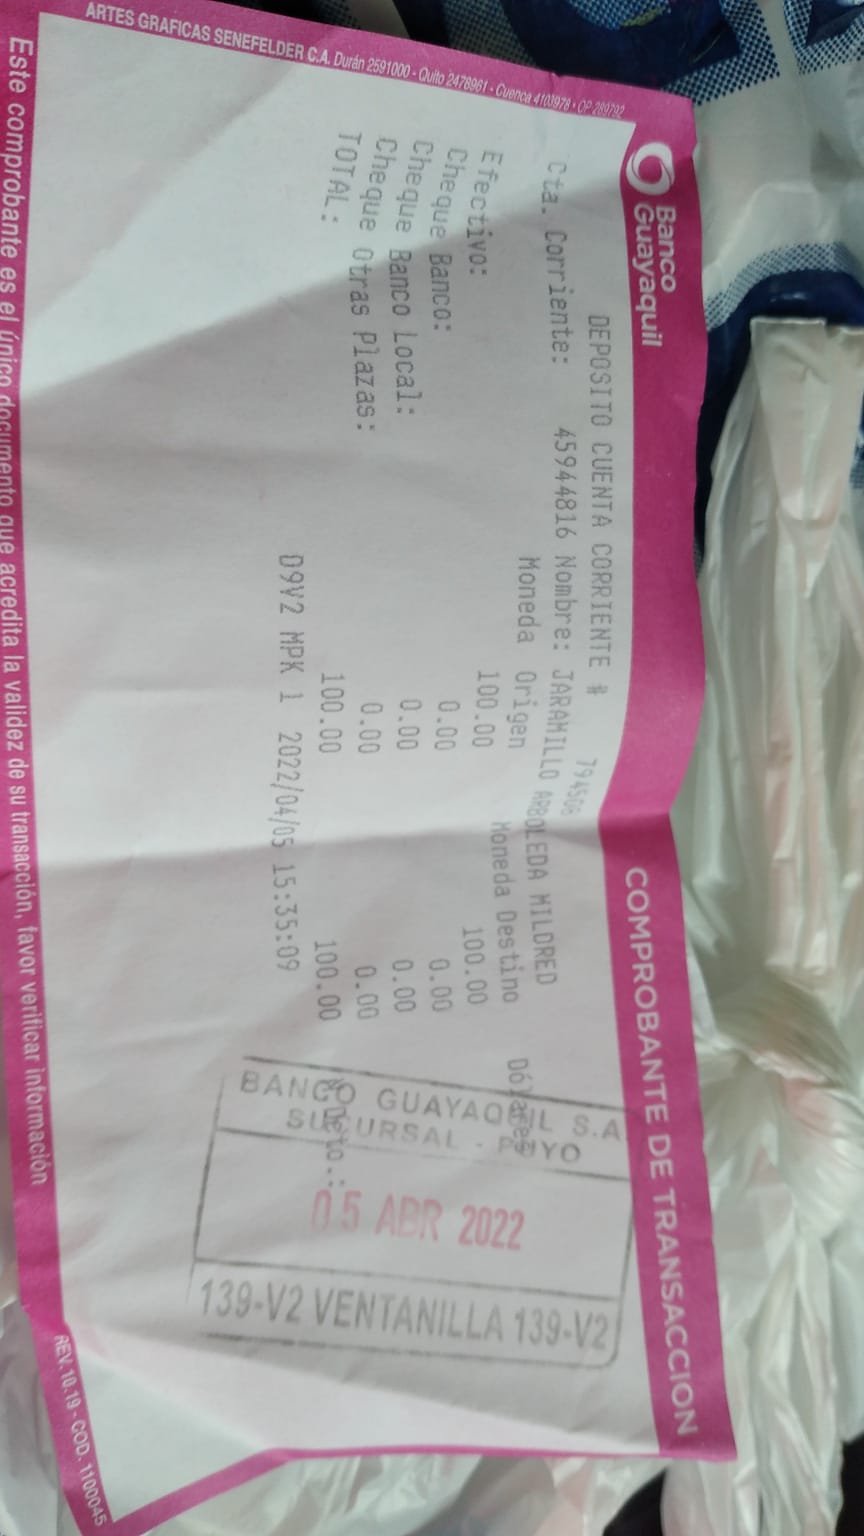 Banco
Guayaquil
COMPROBANTE DE TRANSACCION
DEPOSITO CUENTA CORRIENTE # 794506
Cta. Corriente: 45944816 Nombre: JARAMILLO ARBOLEDA MILDRED
Moneda Origen Moneda Destino Dólares
Efectivo: 100.00 100.00
Cheque Banco: 0.00 0.00
Cheque Banco Local: 0.00 0.00
Cheque Otras Plazas: 0.00 0.00
TOTAL: 100.00 100.00
D9V2 MPK 1 2022/04/05 15:35:09
BANCO GUAYAQUIL S.A
SUCURSAL - PUYO
05 ABR 2022
139-V2 VENTANILLA 139-V2
Este comprobante es el único documento que acredita la validez de su transacción, favor verificar información
ARTES GRAFICAS SENEFELDER C.A. Durán 2591000 - Quito 2478961 - Cuenca 4103978 - OP 289792
REV.10.19 - COD. 1100045